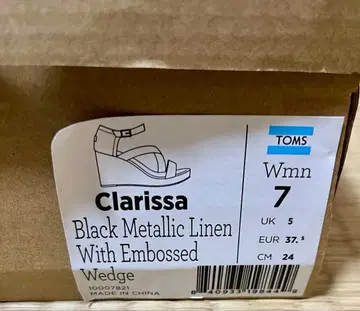 Clarissa
Black Metallic Linen
With Embossed
Wedge
10007821
MADE IN CHINA
TOMS
Wmn
7
UK 5
EUR 37.5
CM 24